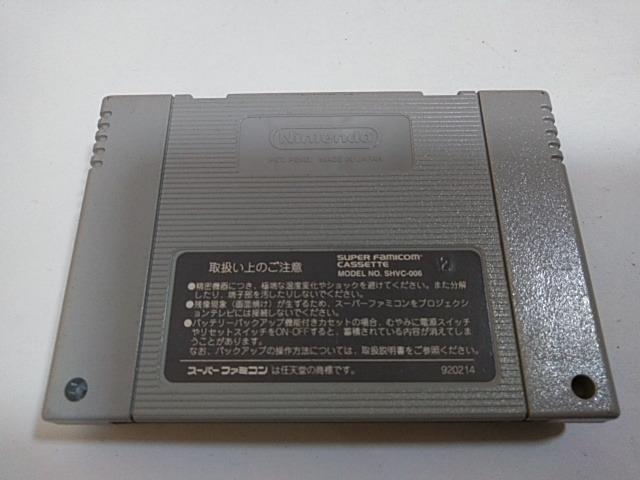 Nintendo
PAT. PEND. MADE IN JAPAN
取扱い上のご注意
SUPER FAMICOM
CASSETTE
MODEL NO. SHVC-006
12
●精密機器につき、極端な温度変化やショックを避けてください。また分解
したり、端子部を汚したりしないでください。
●残像現象(画面焼け)が生ずるため、スーパーファミコンをプロジェクシ
ョンテレビには接続しないでください。
●バッテリーバックアップ機能付きカセットの場合、むやみに電源スイッチ
やリセットスイッチをON-OFFすると、蓄積されている内容が消えてしま
うことがあります。
なお、バックアップの操作方法については、取扱説明書をご参照ください。
スーパーファミコンは任天堂の商標です。
920214